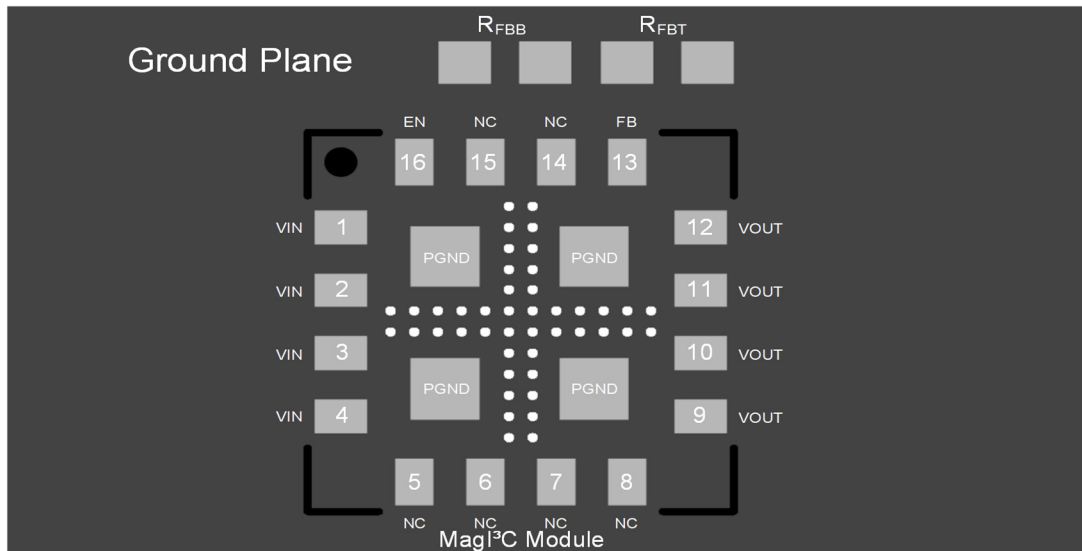 R_FBB R_FBT
Ground Plane
EN NC NC FB
16 15 14 13
VIN 1 12 VOUT
PGND PGND
VIN 2 11 VOUT
VIN 3 10 VOUT
PGND PGND
VIN 4 9 VOUT
5 6 7 8
NC NC NC NC
MagI³C Module